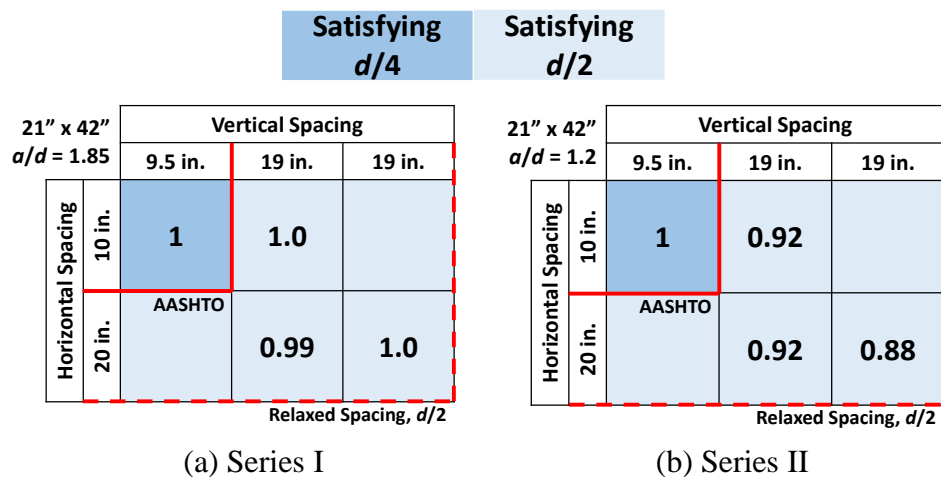 Satisfying
d/4
Satisfying
d/2
21” x 42”
a/d = 1.85
Vertical Spacing
9.5 in.
19 in.
19 in.
Horizontal Spacing
10 in.
1
1.0
AASHTO
20 in.
0.99
1.0
Relaxed Spacing, d/2
(a) Series I
21” x 42”
a/d = 1.2
Vertical Spacing
9.5 in.
19 in.
19 in.
Horizontal Spacing
10 in.
1
0.92
AASHTO
20 in.
0.92
0.88
Relaxed Spacing, d/2
(b) Series II